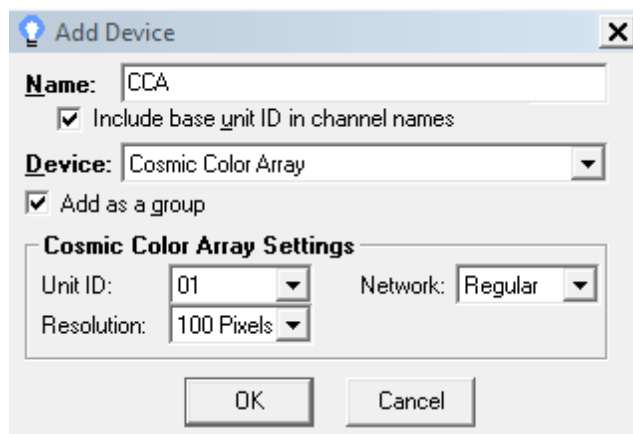 Add Device
Name: CCA
Include base unit ID in channel names
Device: Cosmic Color Array
Add as a group
Cosmic Color Array Settings
Unit ID: 01 Network: Regular
Resolution: 100 Pixels
OK Cancel